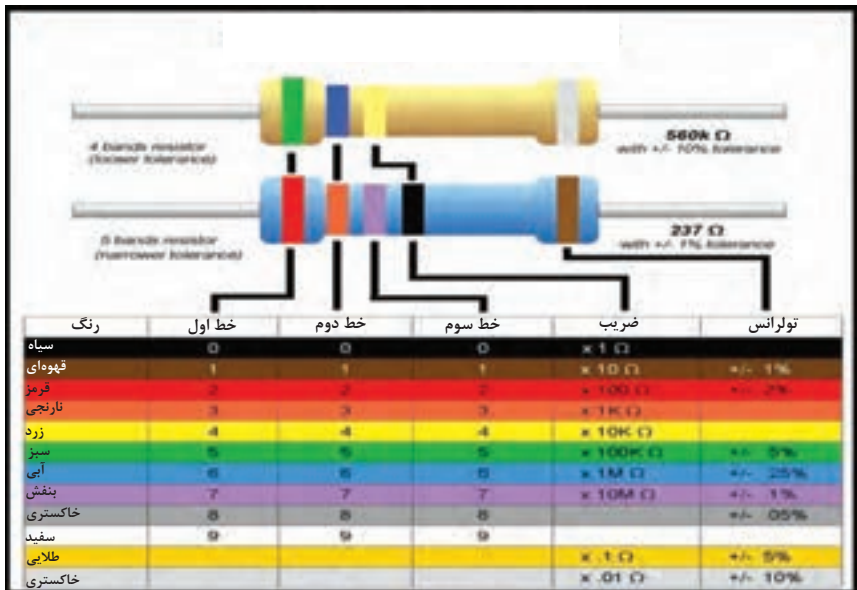 4 bands resistor
(lower tolerance)
560k Ω
with +/- 10% tolerance
5 bands resistor
(narrower tolerance)
237 Ω
with +/- 1% tolerance
رنگ خط اول خط دوم خط سوم ضریب تولرانس
سیاه 0 0 0 x 1 Ω
قهوه‌ای 1 1 1 x 10 Ω +/- 1%
قرمز 2 2 2 x 100 Ω +/- 2%
نارنجی 3 3 3 x 1K Ω
زرد 4 4 4 x 10K Ω
سبز 5 5 5 x 100K Ω +/- 5%
آبی 6 6 6 x 1M Ω +/- 25%
بنفش 7 7 7 x 10M Ω +/- 1%
خاکستری 8 8 8 +/- 05%
سفید 9 9 9
طلایی x .1 Ω +/- 5%
خاکستری x .01 Ω +/- 10%